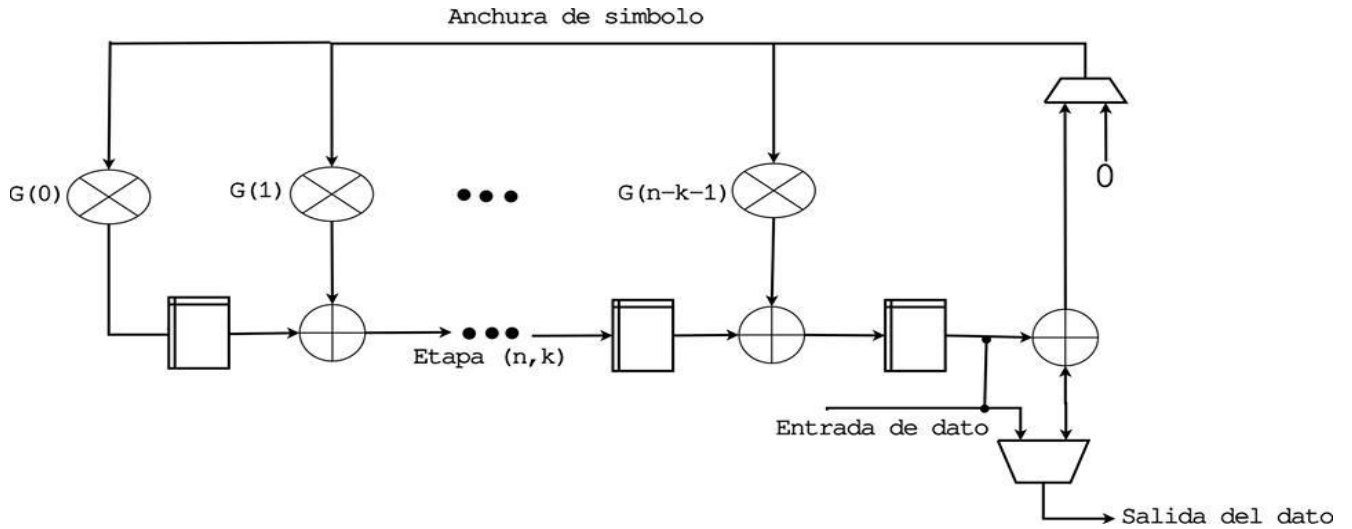 Anchura de simbolo
0
G(0)
G(1)
G(n-k-1)
Etapa (n,k)
Entrada de dato
Salida del dato